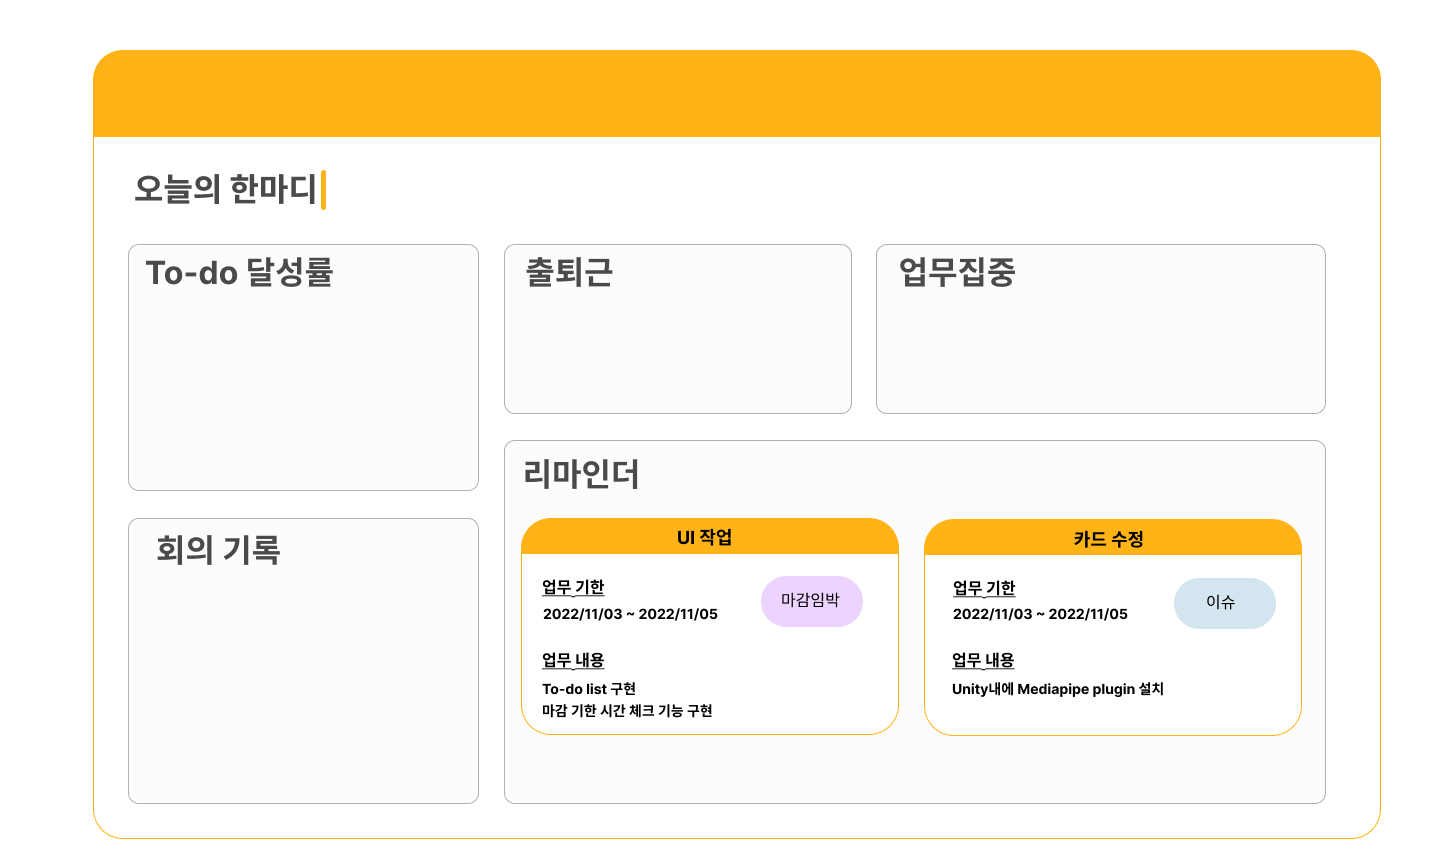 오늘의 한마디
To-do 달성률
출퇴근
업무집중
회의 기록
리마인더
UI 작업
업무 기한
2022/11/03 ~ 2022/11/05
마감임박
업무 내용
To-do list 구현
마감 기한 시간 체크 기능 구현
카드 수정
업무 기한
2022/11/03 ~ 2022/11/05
이슈
업무 내용
Unity내에 Mediapipe plugin 설치